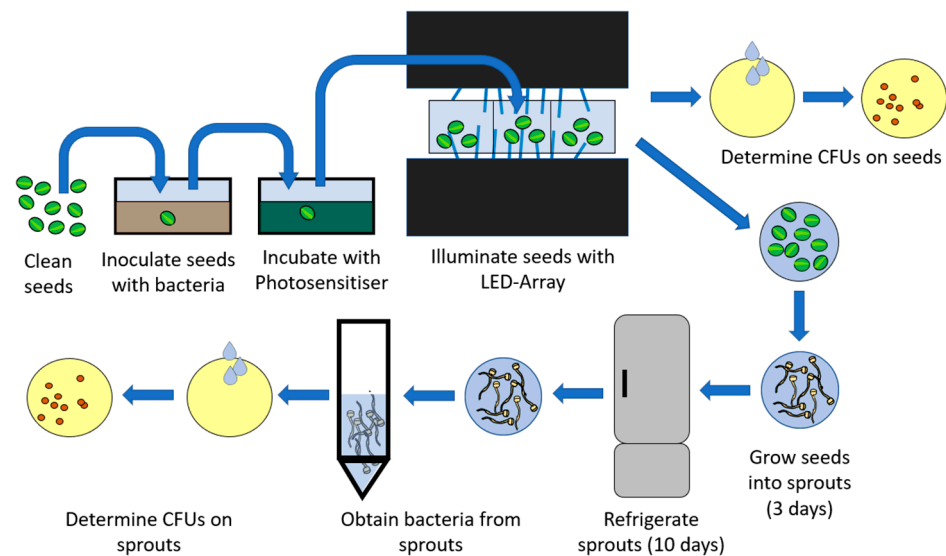 Clean
seeds
Inoculate seeds
with bacteria
Incubate with
Photosensitiser
Illuminate seeds with
LED-Array
Determine CFUs on seeds
Grow seeds
into sprouts
(3 days)
Refrigerate
sprouts (10 days)
Obtain bacteria from
sprouts
Determine CFUs on
sprouts